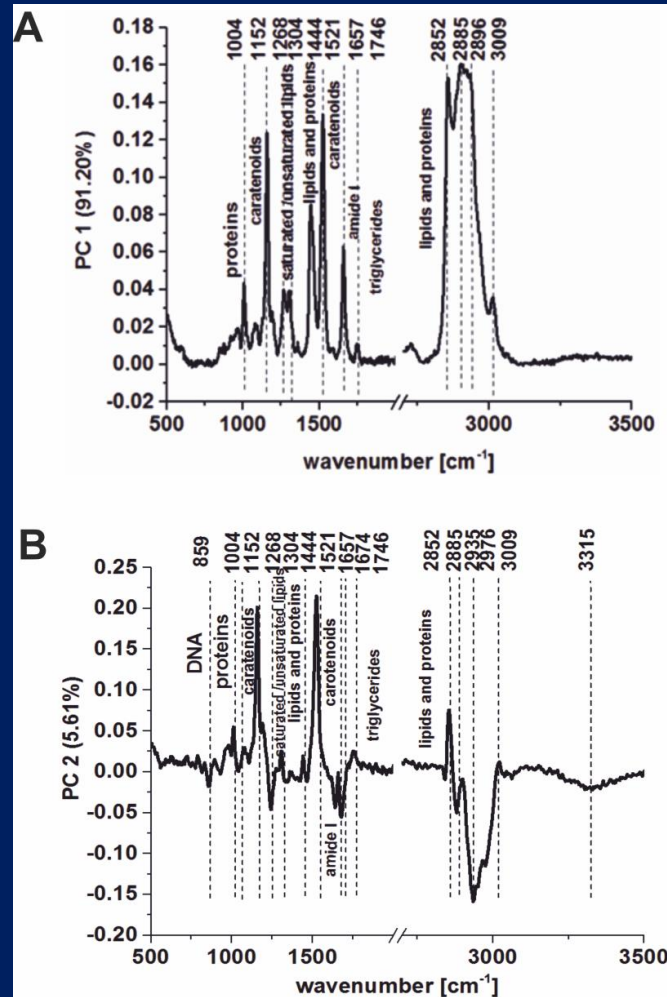 A
1004
1152
1268
1304
1444
1521
1657
1746
2852
2885
2896
3009
0.18
0.16
0.14
0.12
0.10
0.08
0.06
0.04
0.02
0.00
-0.02
PC 1 (91.20%)
proteins
caratenoids
saturated /unsaturated lipids
lipids and proteins
caratenoids
amide I
triglycerides
lipids and proteins
500
1000
1500
3000
3500
wavenumber [cm-1]
B
859
1004
1152
1268
1304
1444
1521
1657
1674
1746
2852
2885
2935
2976
3009
3315
0.25
0.20
0.15
0.10
0.05
0.00
-0.05
-0.10
-0.15
-0.20
PC 2 (5.61%)
DNA
proteins
caratenoids
saturated /unsaturated lipids
lipids and proteins
carotenoids
amide I
triglycerides
lipids and proteins
500
1000
1500
3000
3500
wavenumber [cm-1]